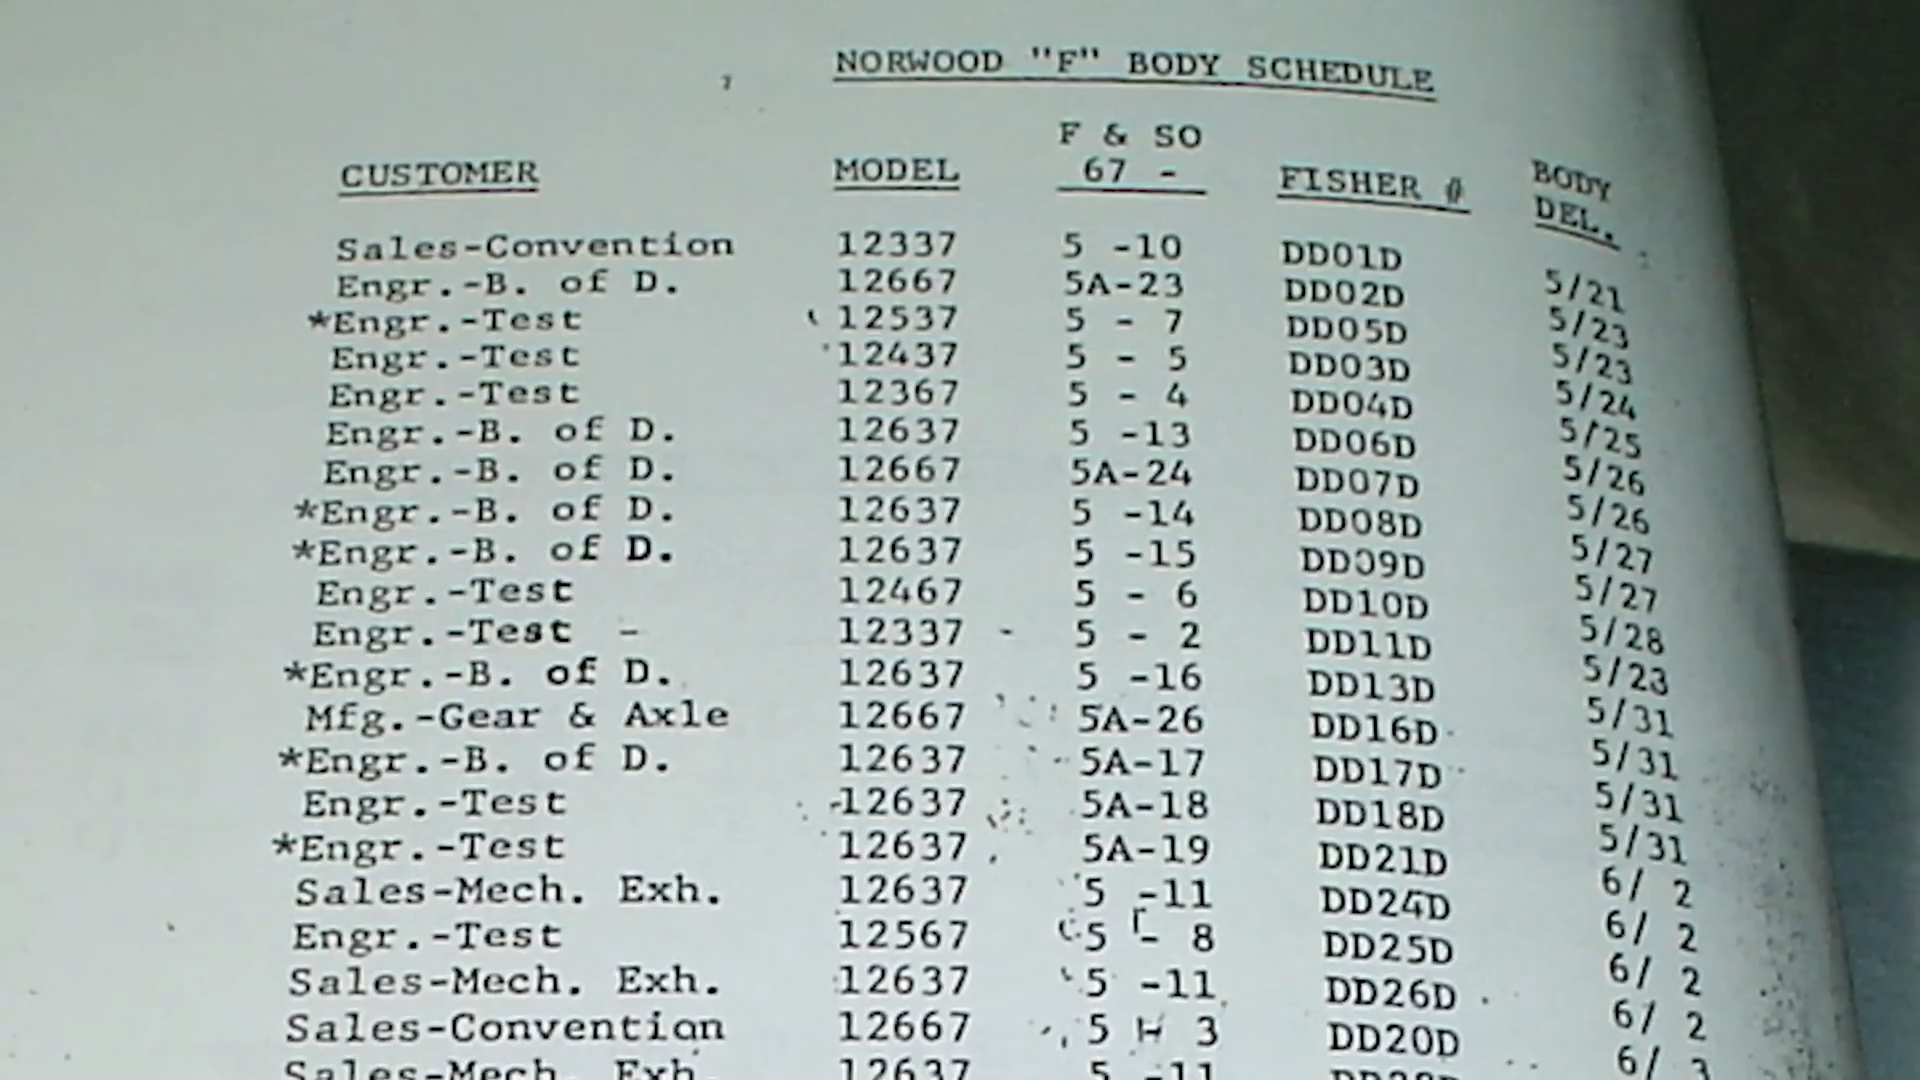 NORWOOD "F" BODY SCHEDULE
CUSTOMER MODEL F & SO 67 - FISHER # BODY DEL.
Sales-Convention 12337 5 -10 DD01D 5/21
Engr.-B. of D. 12667 5A-23 DD02D 5/23
*Engr.-Test 12537 5 - 7 DD05D 5/23
Engr.-Test 12437 5 - 5 DD03D 5/24
Engr.-Test 12367 5 - 4 DD04D 5/25
Engr.-B. of D. 12637 5 -13 DD06D 5/26
Engr.-B. of D. 12667 5A-24 DD07D 5/26
*Engr.-B. of D. 12637 5 -14 DD08D 5/27
*Engr.-B. of D. 12637 5 -15 DD09D 5/27
Engr.-Test 12467 5 - 6 DD10D 5/28
Engr.-Test - 12337 - 5 - 2 DD11D 5/23
*Engr.-B. of D. 12637 5 -16 DD13D 5/31
Mfg.-Gear & Axle 12667 5A-26 DD16D 5/31
*Engr.-B. of D. 12637 5A-17 DD17D 5/31
Engr.-Test 12637 5A-18 DD18D 5/31
*Engr.-Test 12637 5A-19 DD21D 6/ 2
Sales-Mech. Exh. 12637 5 -11 DD24D 6/ 2
Engr.-Test 12567 5 - 8 DD25D 6/ 2
Sales-Mech. Exh. 12637 5 -11 DD26D 6/ 2
Sales-Convention 12667 5 - 3 DD20D 6/ 3
Sales-Mech. Exh. 12637 5 -11